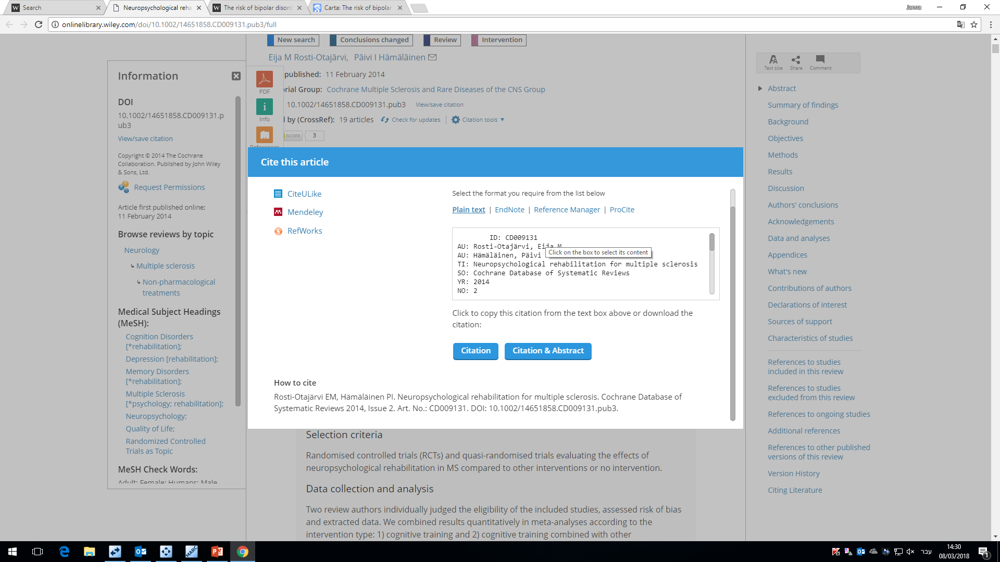 Search
Neuropsychological reha
The risk of bipolar disord
Carta: The risk of bipolar
Janna
onlinelibrary.wiley.com/doi/10.1002/14651858.CD009131.pub3/full
New search
Conclusions changed
Review
Intervention
Eija M Rosti-Otajärvi, Päivi I Hämäläinen
published: 11 February 2014
orial Group: Cochrane Multiple Sclerosis and Rare Diseases of the CNS Group
10.1002/14651858.CD009131.pub3 View/save citation
l by (CrossRef): 19 articles Check for updates Citation tools
score 3
PDF
Info
References
Information
DOI
10.1002/14651858.CD009131.p
ub3
View/save citation
Copyright © 2014 The Cochrane
Collaboration. Published by John Wiley
& Sons, Ltd.
Request Permissions
Article first published online:
11 February 2014
Browse reviews by topic
Neurology
Multiple sclerosis
Non-pharmacological
treatments
Medical Subject Headings
(MeSH):
Cognition Disorders
[*rehabilitation];
Depression [rehabilitation];
Memory Disorders
[*rehabilitation];
Multiple Sclerosis
[*psychology; rehabilitation];
Neuropsychology;
Quality of Life;
Randomized Controlled
Trials as Topic
MeSH Check Words:
Adult; Female; Humans; Male
Cite this article
CiteULike
Mendeley
RefWorks
Select the format you require from the list below
Plain text | EndNote | Reference Manager | ProCite
ID: CD009131
AU: Rosti-Otajärvi, Eija M
AU: Hämäläinen, Päivi
Click on the box to select its content
TI: Neuropsychological rehabilitation for multiple sclerosis
SO: Cochrane Database of Systematic Reviews
YR: 2014
NO: 2
Click to copy this citation from the text box above or download the
citation:
Citation
Citation & Abstract
How to cite
Rosti-Otajärvi EM, Hämäläinen PI. Neuropsychological rehabilitation for multiple sclerosis. Cochrane Database of
Systematic Reviews 2014, Issue 2. Art. No.: CD009131. DOI: 10.1002/14651858.CD009131.pub3.
Selection criteria
Randomised controlled trials (RCTs) and quasi-randomised trials evaluating the effects of
neuropsychological rehabilitation in MS compared to other interventions or no intervention.
Data collection and analysis
Two review authors individually judged the eligibility of the included studies, assessed risk of bias
and extracted data. We combined results quantitatively in meta-analyses according to the
intervention type: 1) cognitive training and 2) cognitive training combined with other
Text size
Share
Comment
Abstract
Summary of findings
Background
Objectives
Methods
Results
Discussion
Authors' conclusions
Acknowledgements
Data and analyses
Appendices
What's new
Contributions of authors
Declarations of interest
Sources of support
Characteristics of studies
References to studies
included in this review
References to studies
excluded from this review
References to ongoing studies
Additional references
References to other published
versions of this review
Version History
Citing Literature
MARC
עבר
14:30
08/03/2018
1